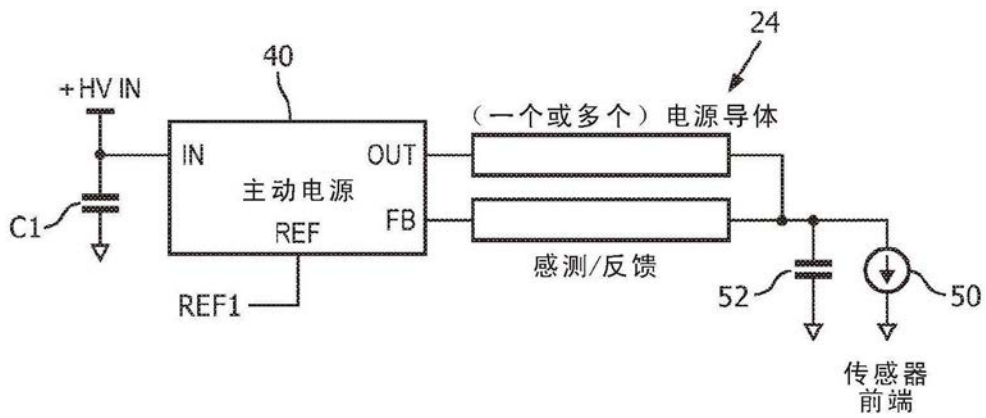 24
40
+HV IN
（一个或多个）电源导体
IN
OUT
主动电源
C1
FB
REF
感测/反馈
52
50
REF1
传感器
前端